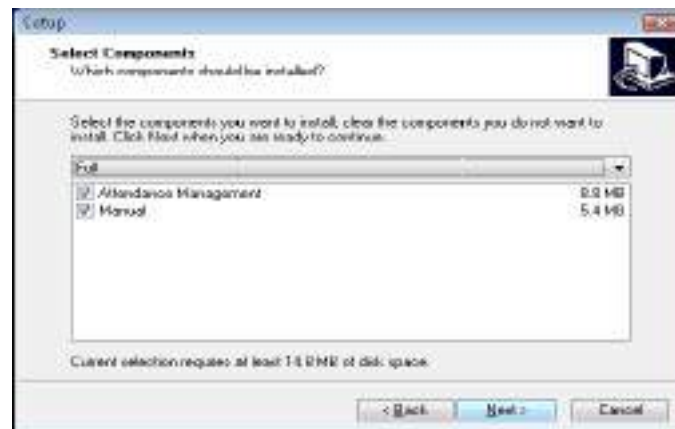 Setup
Select Components
Which components should be installed?
Select the components you want to install; clear the components you do not want to
install. Click Next when you are ready to continue.
Full
Attendance Management
Manual 5.4 MB
Current selection requires at least MB of disk space.
< Back Next > Cancel